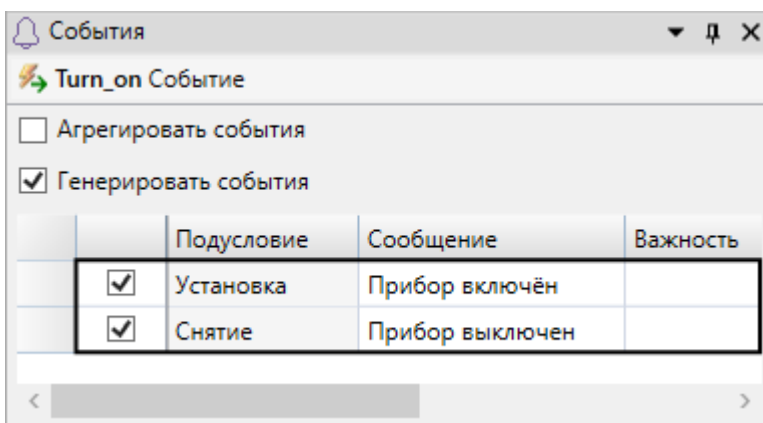 События
Turn_on Событие
Агрегировать события
Генерировать события
Подусловие Сообщение Важность
Установка Прибор включён
Снятие Прибор выключен